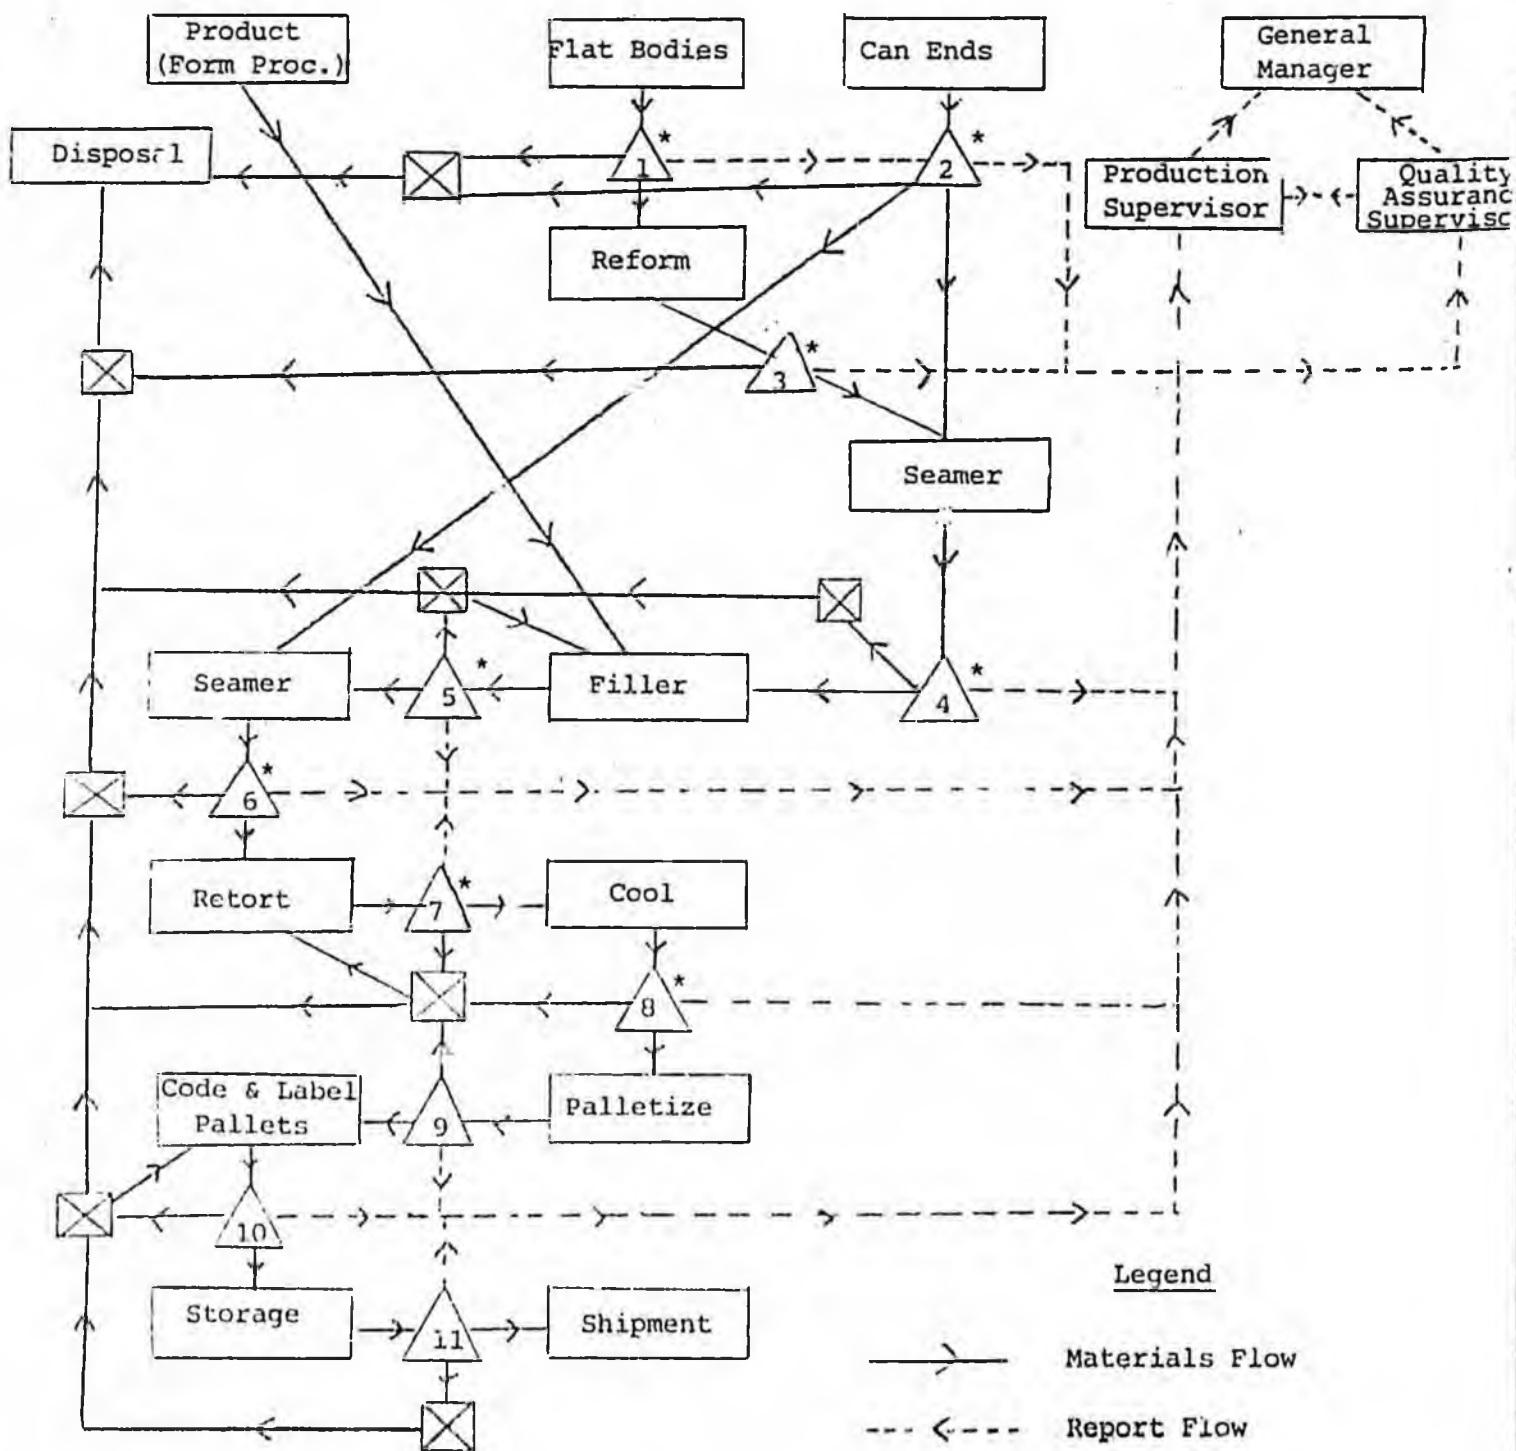 Product
(Form Proc.)
Flat Bodies
Can Ends
General
Manager
Disposal
*
1
*
2
Production
Supervisor
Quality
Assuranc
Supervisc
Reform
*
3
Seamer
Seamer
*
5
Filler
*
4
*
6
Retort
*
7
Cool
*
8
Code & Label
Pallets
9
Palletize
10
Legend
Storage
11
Shipment
Materials Flow
Report Flow